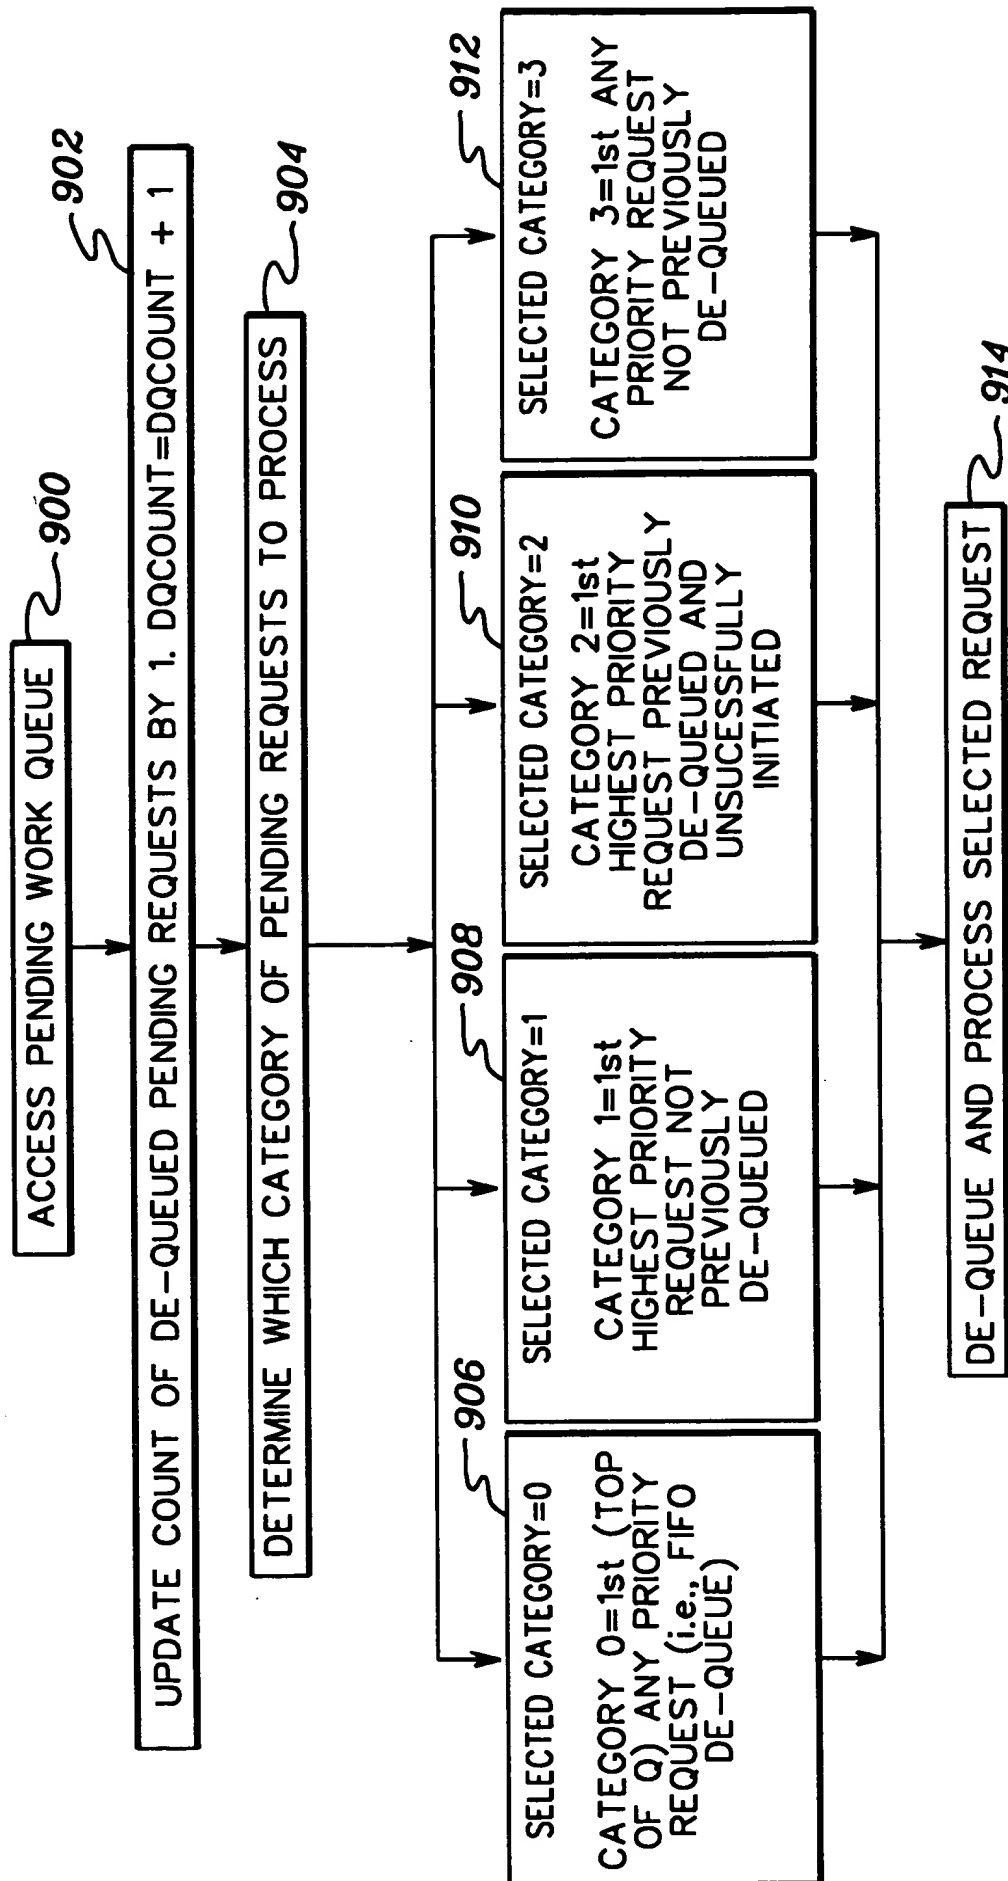 ACCESS PENDING WORK QUEUE
900
UPDATE COUNT OF DE-QUEUED PENDING REQUESTS BY 1. DQCOUNT=DQCOUNT + 1
902
DETERMINE WHICH CATEGORY OF PENDING REQUESTS TO PROCESS
904
906
SELECTED CATEGORY=0
CATEGORY 0=1st (TOP
OF Q) ANY PRIORITY
REQUEST (i.e., FIFO
DE-QUEUE)
908
SELECTED CATEGORY=1
CATEGORY 1=1st
HIGHEST PRIORITY
REQUEST NOT
PREVIOUSLY
DE-QUEUED
910
SELECTED CATEGORY=2
CATEGORY 2=1st
HIGHEST PRIORITY
REQUEST PREVIOUSLY
DE-QUEUED AND
UNSUCESSFULLY
INITIATED
912
SELECTED CATEGORY=3
CATEGORY 3=1st ANY
PRIORITY REQUEST
NOT PREVIOUSLY
DE-QUEUED
DE-QUEUE AND PROCESS SELECTED REQUEST
914